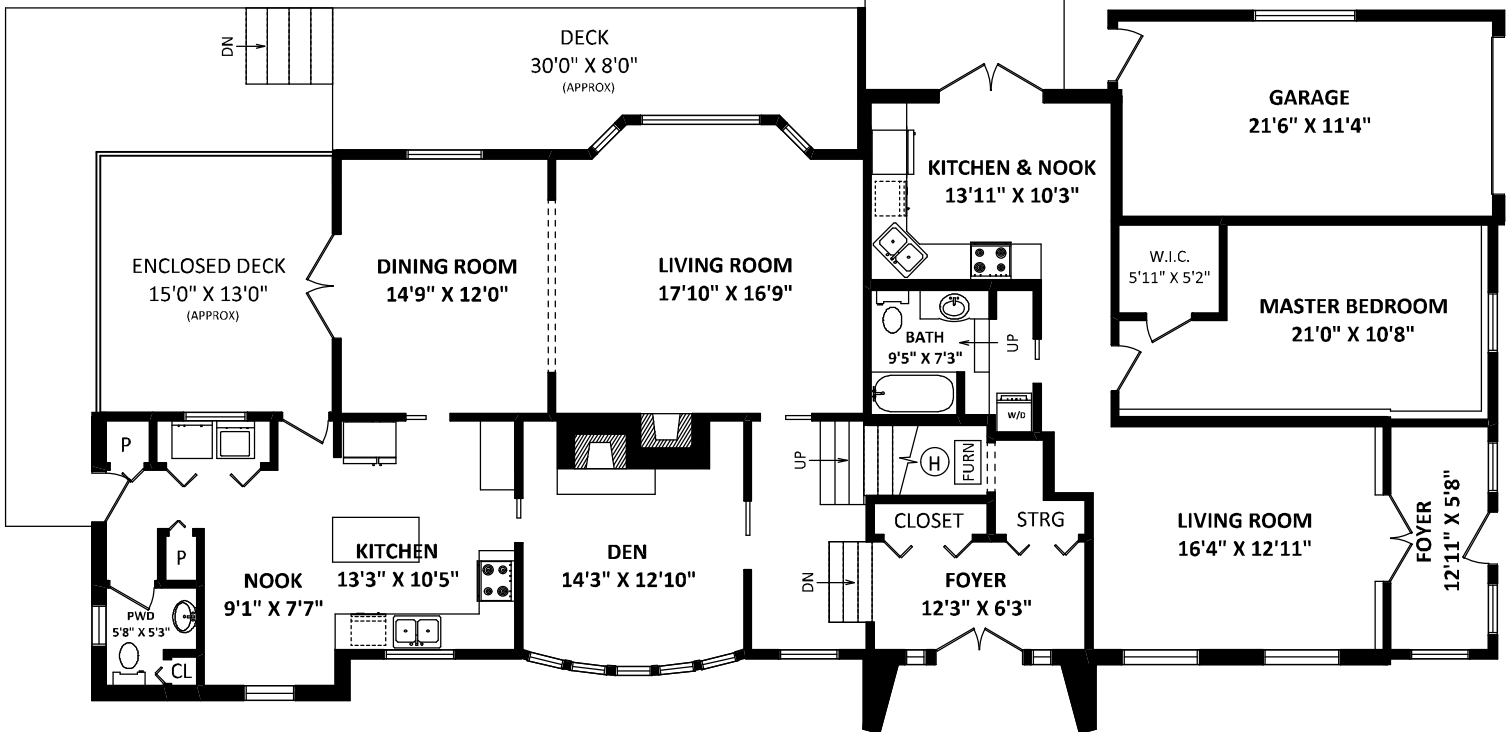 DN
DECK
30'0" X 8'0"
(APPROX)
GARAGE
21'6" X 11'4"
KITCHEN & NOOK
13'11" X 10'3"
ENCLOSED DECK
15'0" X 13'0"
(APPROX)
DINING ROOM
14'9" X 12'0"
LIVING ROOM
17'10" X 16'9"
W.I.C.
5'11" X 5'2"
MASTER BEDROOM
21'0" X 10'8"
BATH
9'5" X 7'3"
UP
W/D
P
UP
H
FURN
CLOSET
STRG
LIVING ROOM
16'4" X 12'11"
FOYER
12'11" X 5'8"
P
NOOK
9'1" X 7'7"
KITCHEN
13'3" X 10'5"
DEN
14'3" X 12'10"
DN
FOYER
12'3" X 6'3"
PWD
5'8" X 5'3"
CL